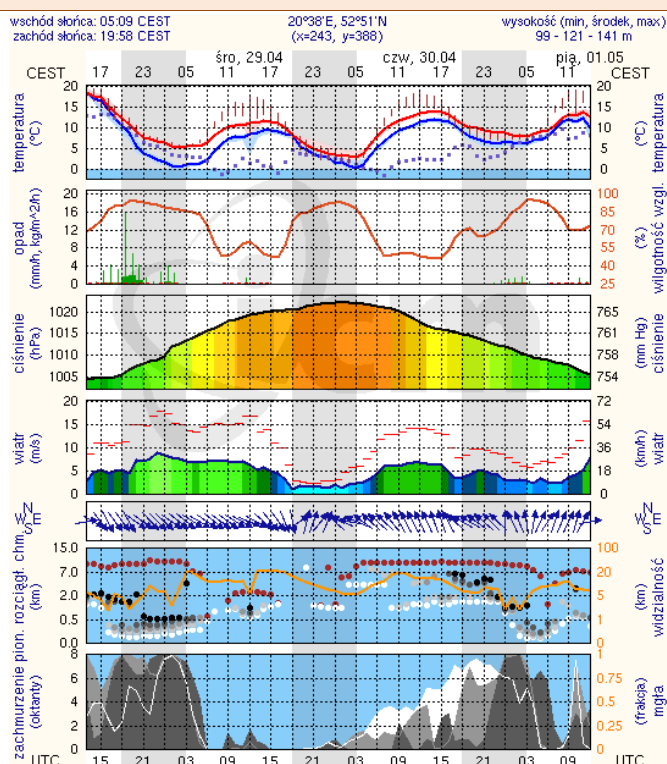 wschód słońca: 05:09 CEST 20°38'E, 52°51'N wysokość (min, środek, max)
zachód słońca: 19:58 CEST (x=243, y=388) 99 - 121 - 141 m
śro, 29.04 czw, 30.04 pią, 01.05
CEST 17 23 05 11 17 23 05 11 17 23 05 11 CEST
temperatura
(°C)
20
15
10
5
0
20
15
10
5
0
temperatura
(°C)
opad
(mm/h, kg/m^2/h)
20
16
12
8
4
0
100
85
70
55
40
25
(%)
wilgotność wzgl.
ciśnienie
(hPa)
1020
1015
1010
1005
765
761
758
754
(mm Hg)
ciśnienie
wiatr
(m/s)
20
15
10
5
0
72
54
36
18
0
(km/h)
wiatr
N
W E
S
N
W E
S
pion. rozciągł. chm.
(km)
15.0
7.0
2.0
0.5
0.0
100
20
5
1
0
(km)
widzialność
zachmurzenie
(oktanty)
8
6
4
2
0
1
0.75
0.5
0.25
0
(frakcja)
mgła
UTC 15 21 03 09 15 21 03 09 15 21 03 09 UTC